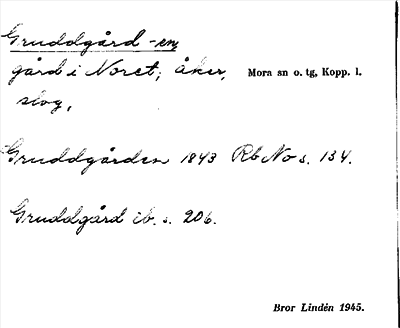 Gruddgård -en
gård i Noret; åker, Mora sn o. tg, Kopp. l.
slog,
Gruddgården 1843 Rb No s. 134.
Gruddgård ib. s. 206.
Bror Lindén 1945.